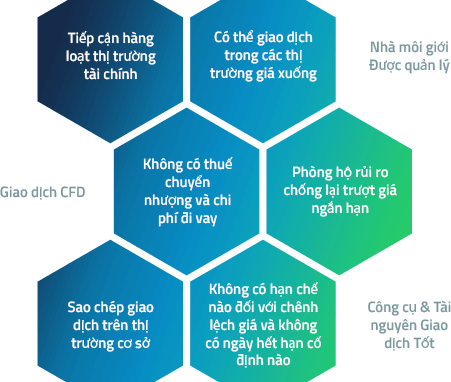 Tiếp cận hàng
loạt thị trường
tài chính
Có thể giao dịch
trong các thị
trường giá xuống
Nhà môi giới
Được quản lý
Giao dịch CFD
Không có thuế
chuyển
nhượng và chi
phí đi vay
Phòng hộ rủi ro
chống lại trượt giá
ngắn hạn
Sao chép giao
dịch trên thị
trường cơ sở
Không có hạn chế
nào đối với chênh
lệch giá và không
có ngày hết hạn cố
định nào
Công cụ & Tài
nguyên Giao
dịch Tốt